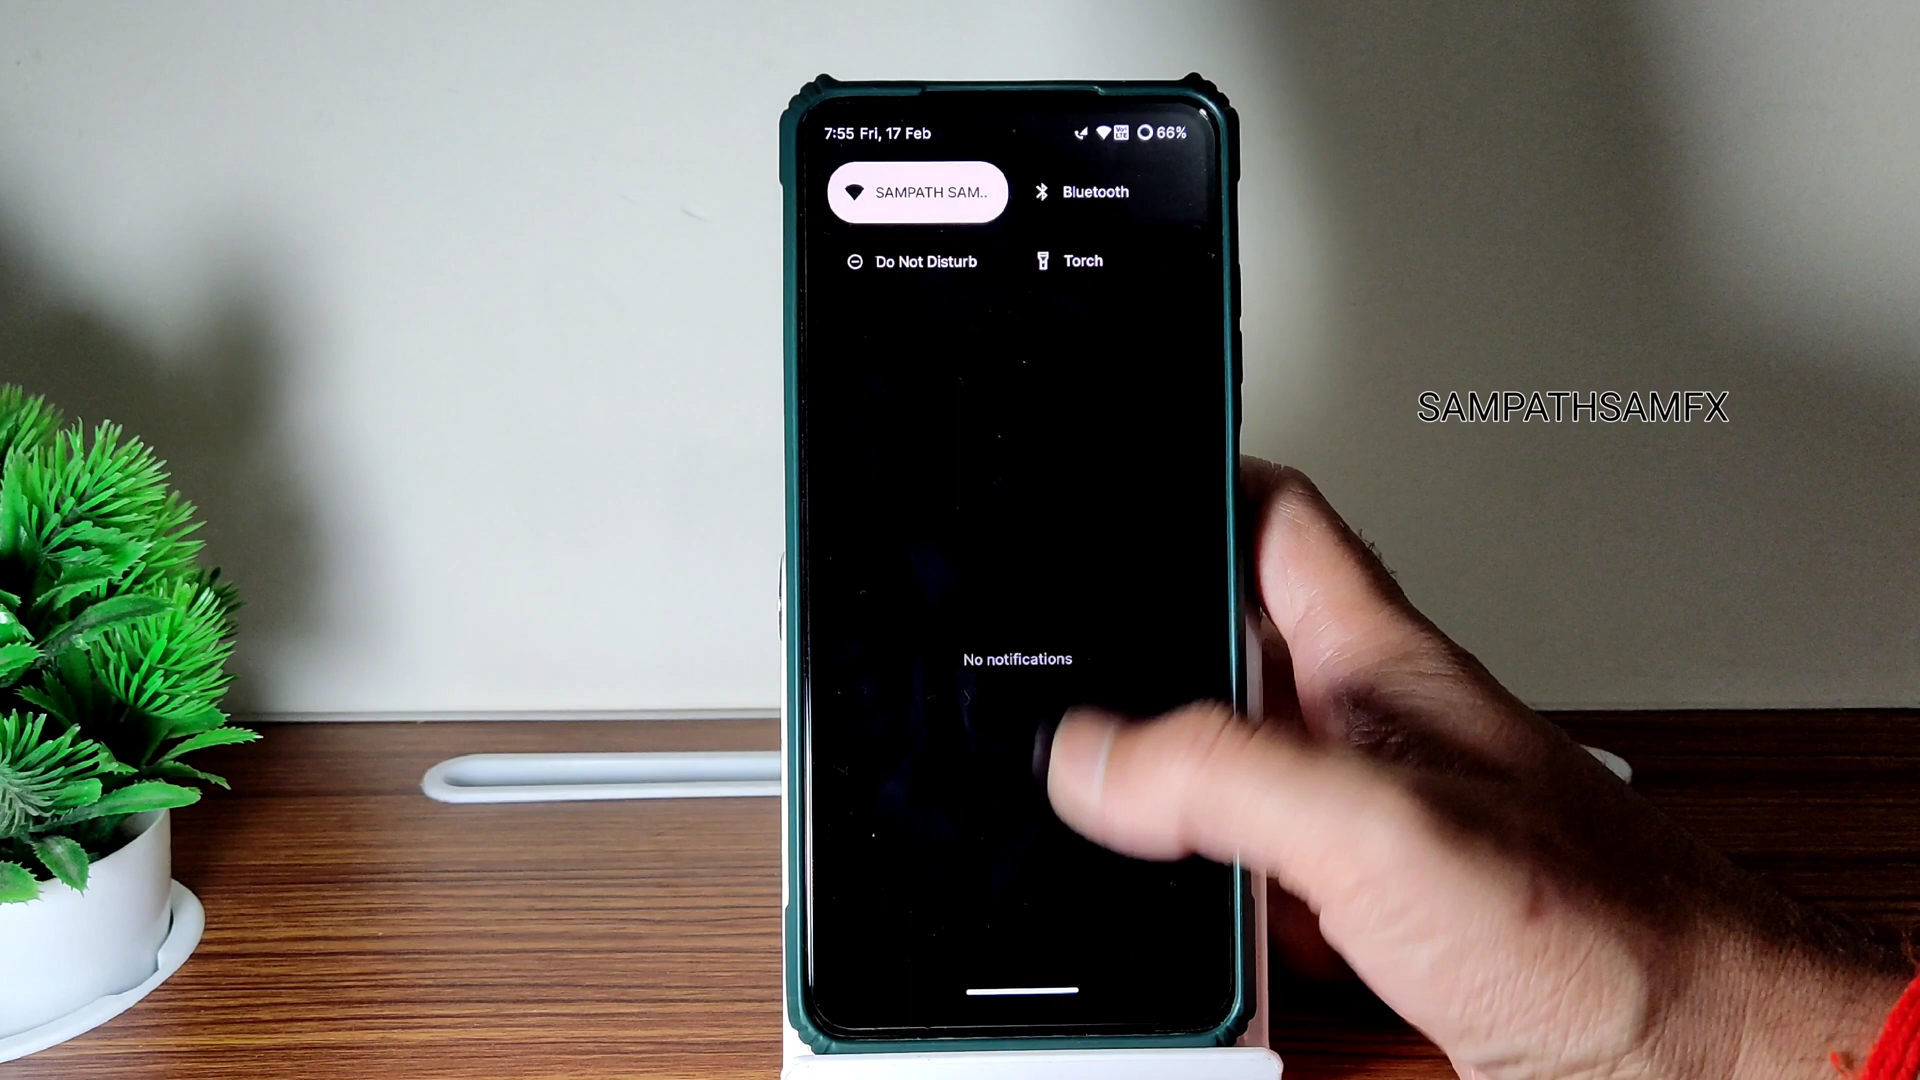 7:55 Fri, 17 Feb
66%
SAMPATH SAM..
Bluetooth
Do Not Disturb
Torch
SAMPATHSAMFX
No notifications